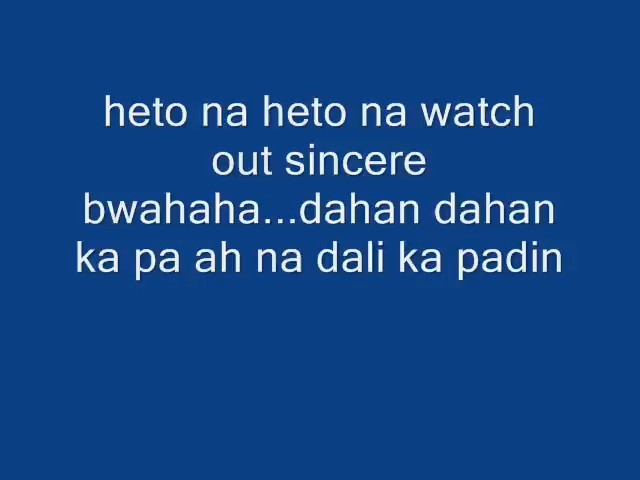 heto na heto na watch
out sincere
bwahaha...dahan dahan
ka pa ah na dali ka padin